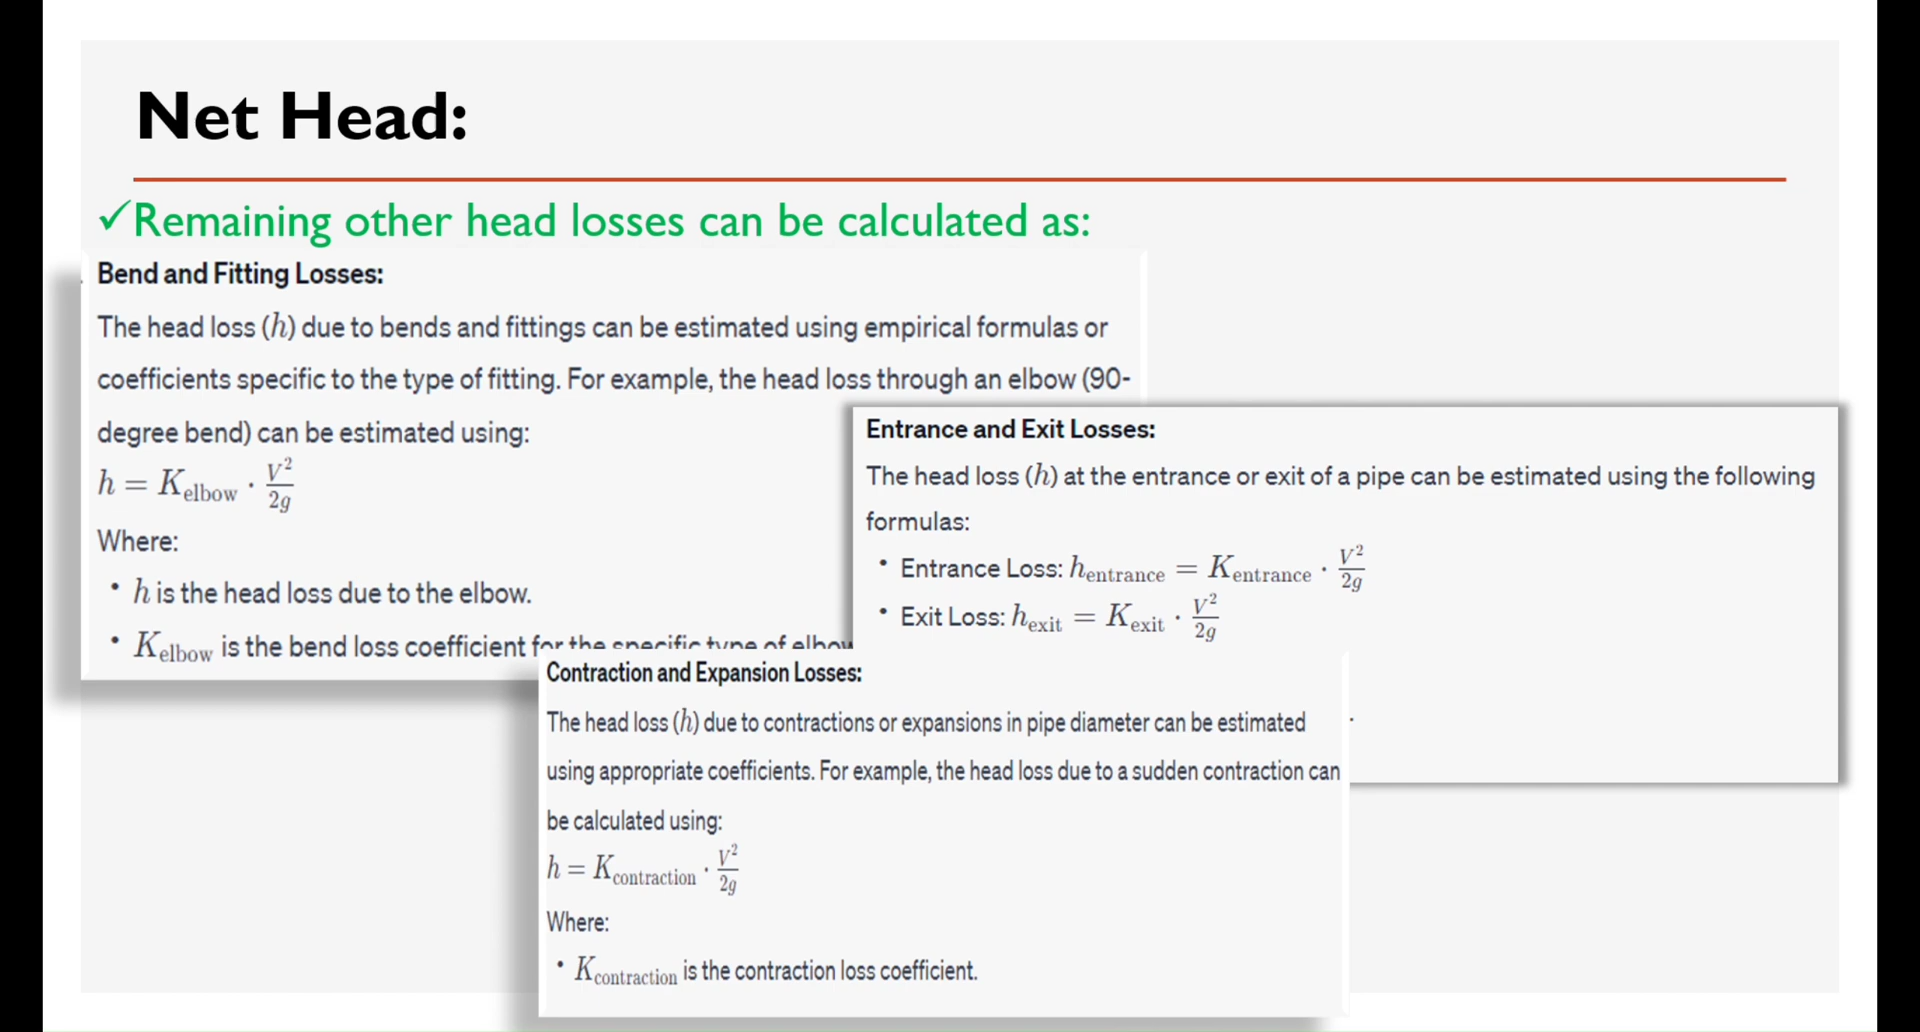 Net Head:
✓Remaining other head losses can be calculated as:
Bend and Fitting Losses:
The head loss (h) due to bends and fittings can be estimated using empirical formulas or
coefficients specific to the type of fitting. For example, the head loss through an elbow (90-
degree bend) can be estimated using:
h = K_elbow · V²/2g
Where:
• h is the head loss due to the elbow.
• K_elbow is the bend loss coefficient for the specific type of elbow
Entrance and Exit Losses:
The head loss (h) at the entrance or exit of a pipe can be estimated using the following
formulas:
• Entrance Loss: h_entrance = K_entrance · V²/2g
• Exit Loss: h_exit = K_exit · V²/2g
Contraction and Expansion Losses:
The head loss (h) due to contractions or expansions in pipe diameter can be estimated
using appropriate coefficients. For example, the head loss due to a sudden contraction can
be calculated using:
h = K_contraction · V²/2g
Where:
• K_contraction is the contraction loss coefficient.